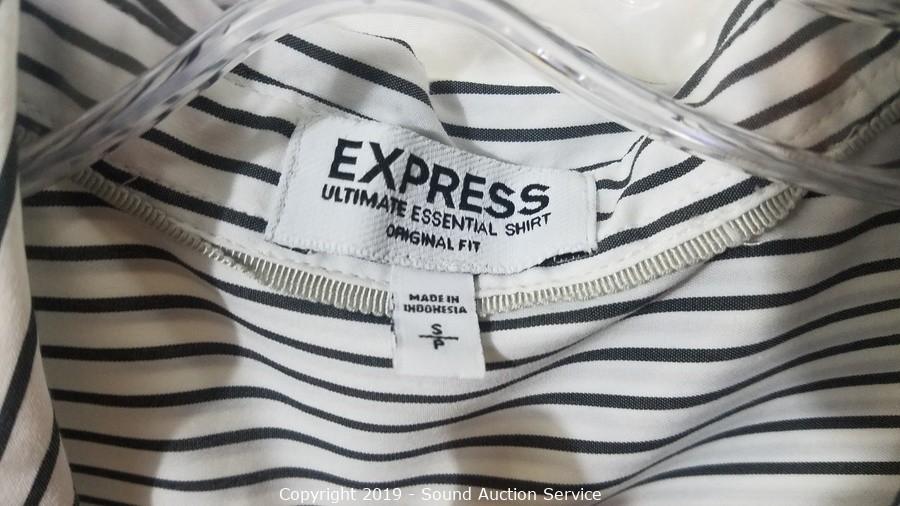 EXPRESS
ULTIMATE ESSENTIAL SHIRT
ORIGINAL FIT
MADE IN
INDONESIA
S
P
Copyright 2019 - Sound Auction Service